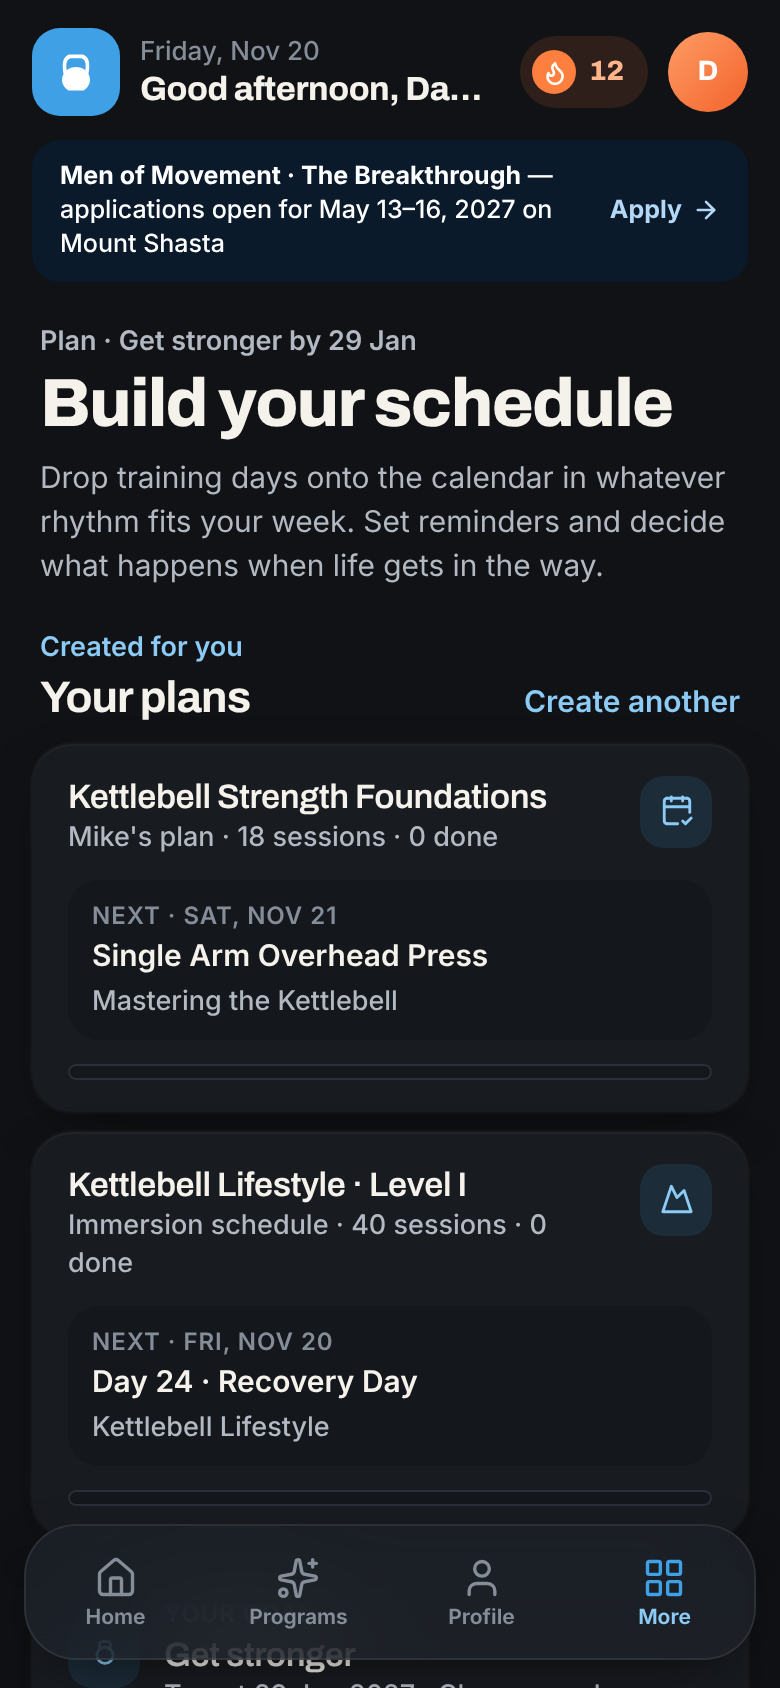 Friday, Nov 20
Good afternoon, Da...
12
D
Men of Movement · The Breakthrough —
applications open for May 13–16, 2027 on
Mount Shasta
Apply →
Plan · Get stronger by 29 Jan
Build your schedule
Drop training days onto the calendar in whatever
rhythm fits your week. Set reminders and decide
what happens when life gets in the way.
Created for you
Your plans
Create another
Kettlebell Strength Foundations
Mike's plan · 18 sessions · 0 done
NEXT · SAT, NOV 21
Single Arm Overhead Press
Mastering the Kettlebell
Kettlebell Lifestyle · Level I
Immersion schedule · 40 sessions · 0
done
NEXT · FRI, NOV 20
Day 24 · Recovery Day
Kettlebell Lifestyle
Home
Programs
Profile
More
YOUR
Get stronger